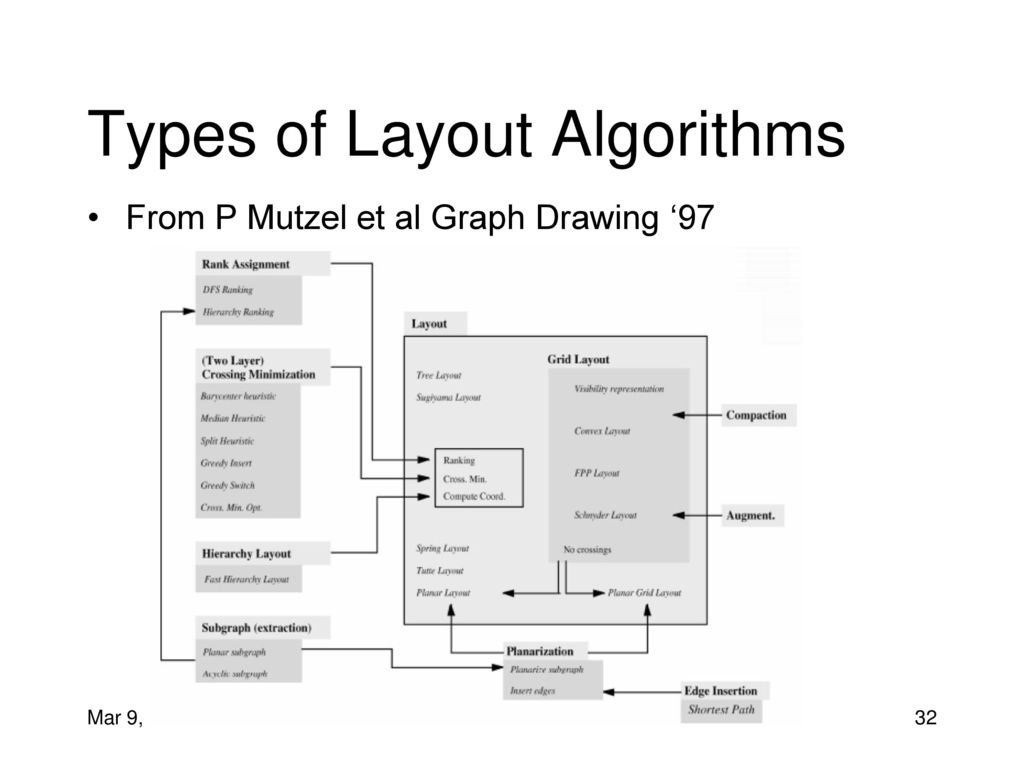 Types of Layout Algorithms
• From P Mutzel et al Graph Drawing ‘97
Rank Assignment
DFS Ranking
Hierarchy Ranking
(Two Layer)
Crossing Minimization
Barycenter heuristic
Median Heuristic
Split Heuristic
Greedy Insert
Greedy Switch
Cross. Min. Opt.
Hierarchy Layout
Fast Hierarchy Layout
Subgraph (extraction)
Planar subgraph
Acyclic subgraph
Layout
Tree Layout
Sugiyama Layout
Ranking
Cross. Min.
Compute Coord.
Spring Layout
Tutte Layout
Planar Layout
Grid Layout
Visibility representation
Convex Layout
FPP Layout
Schnyder Layout
No crossings
Planar Grid Layout
Compaction
Augment.
Planarization
Planarize subgraph
Insert edges
Edge Insertion
Shortest Path
Mar 9,
32